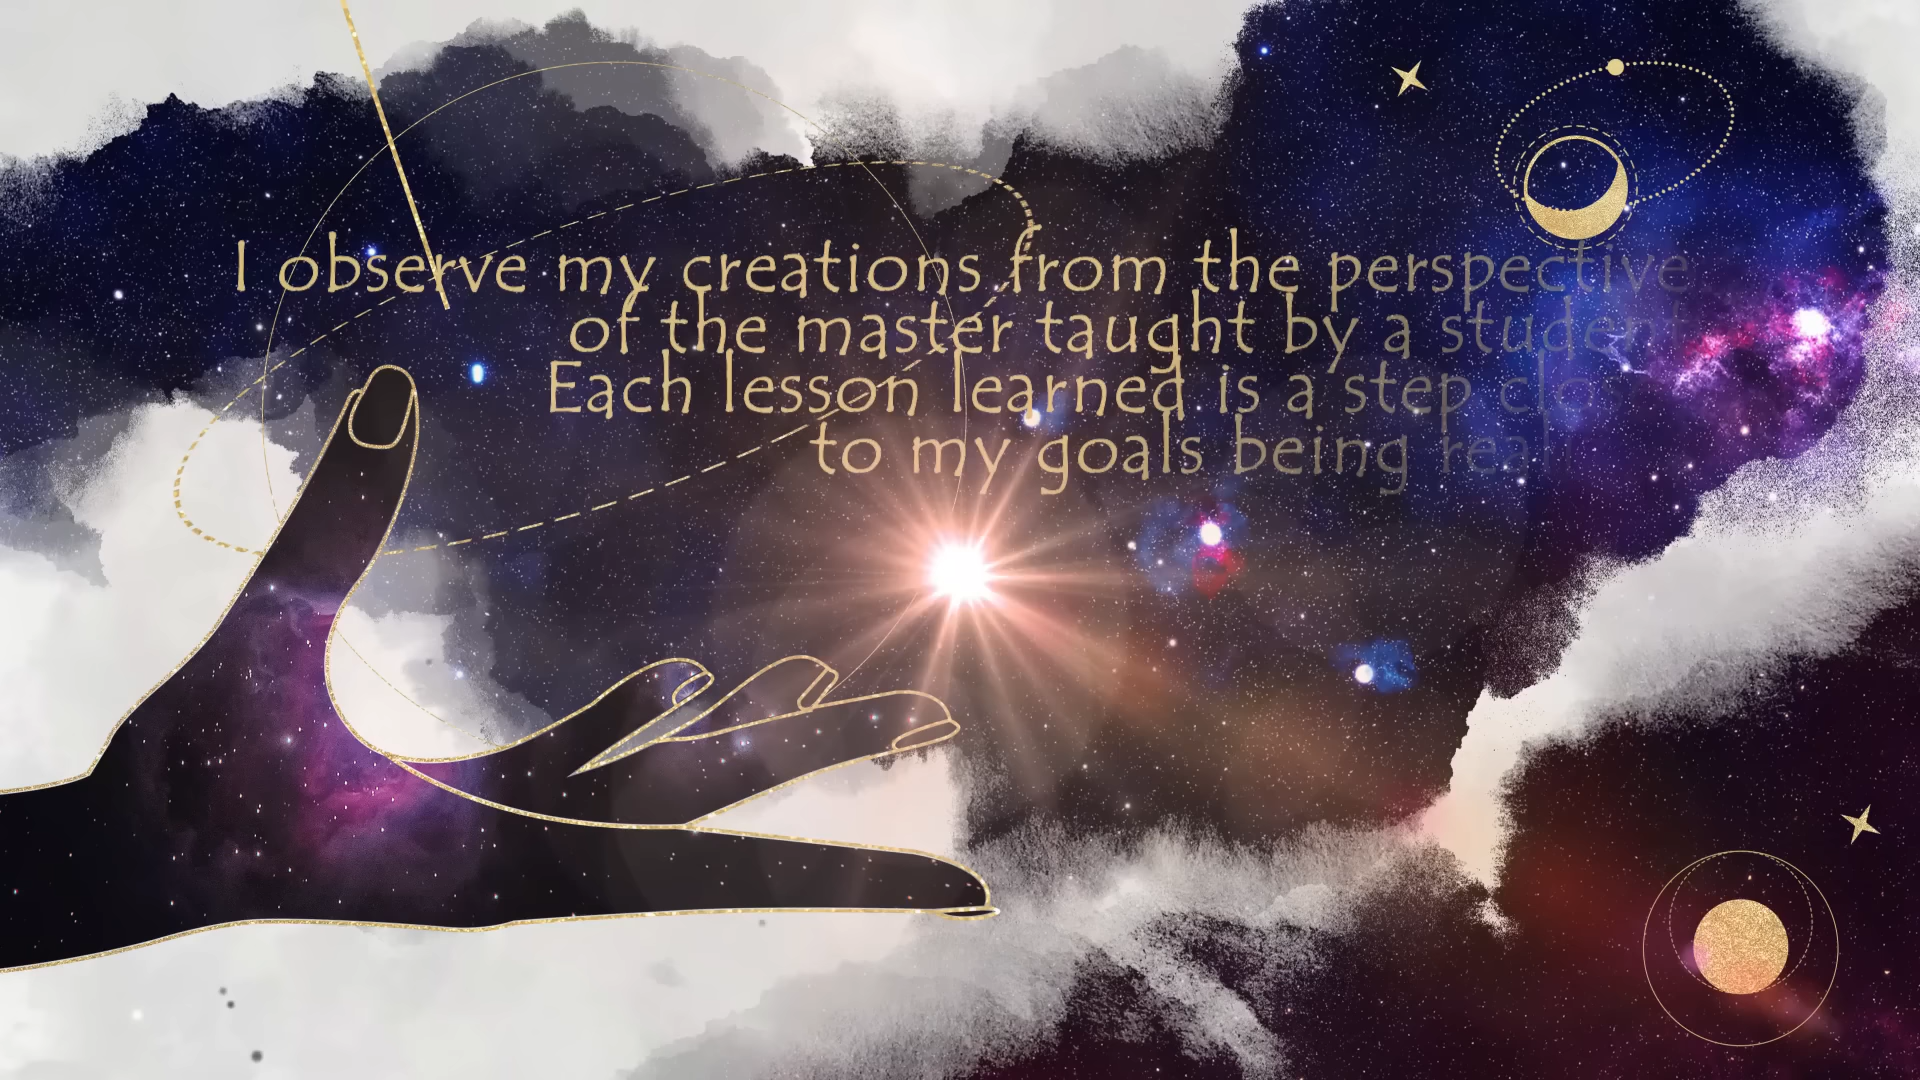 I observe my creations from the perspective
of the master taught by a student
Each lesson learned is a step
to my goals being